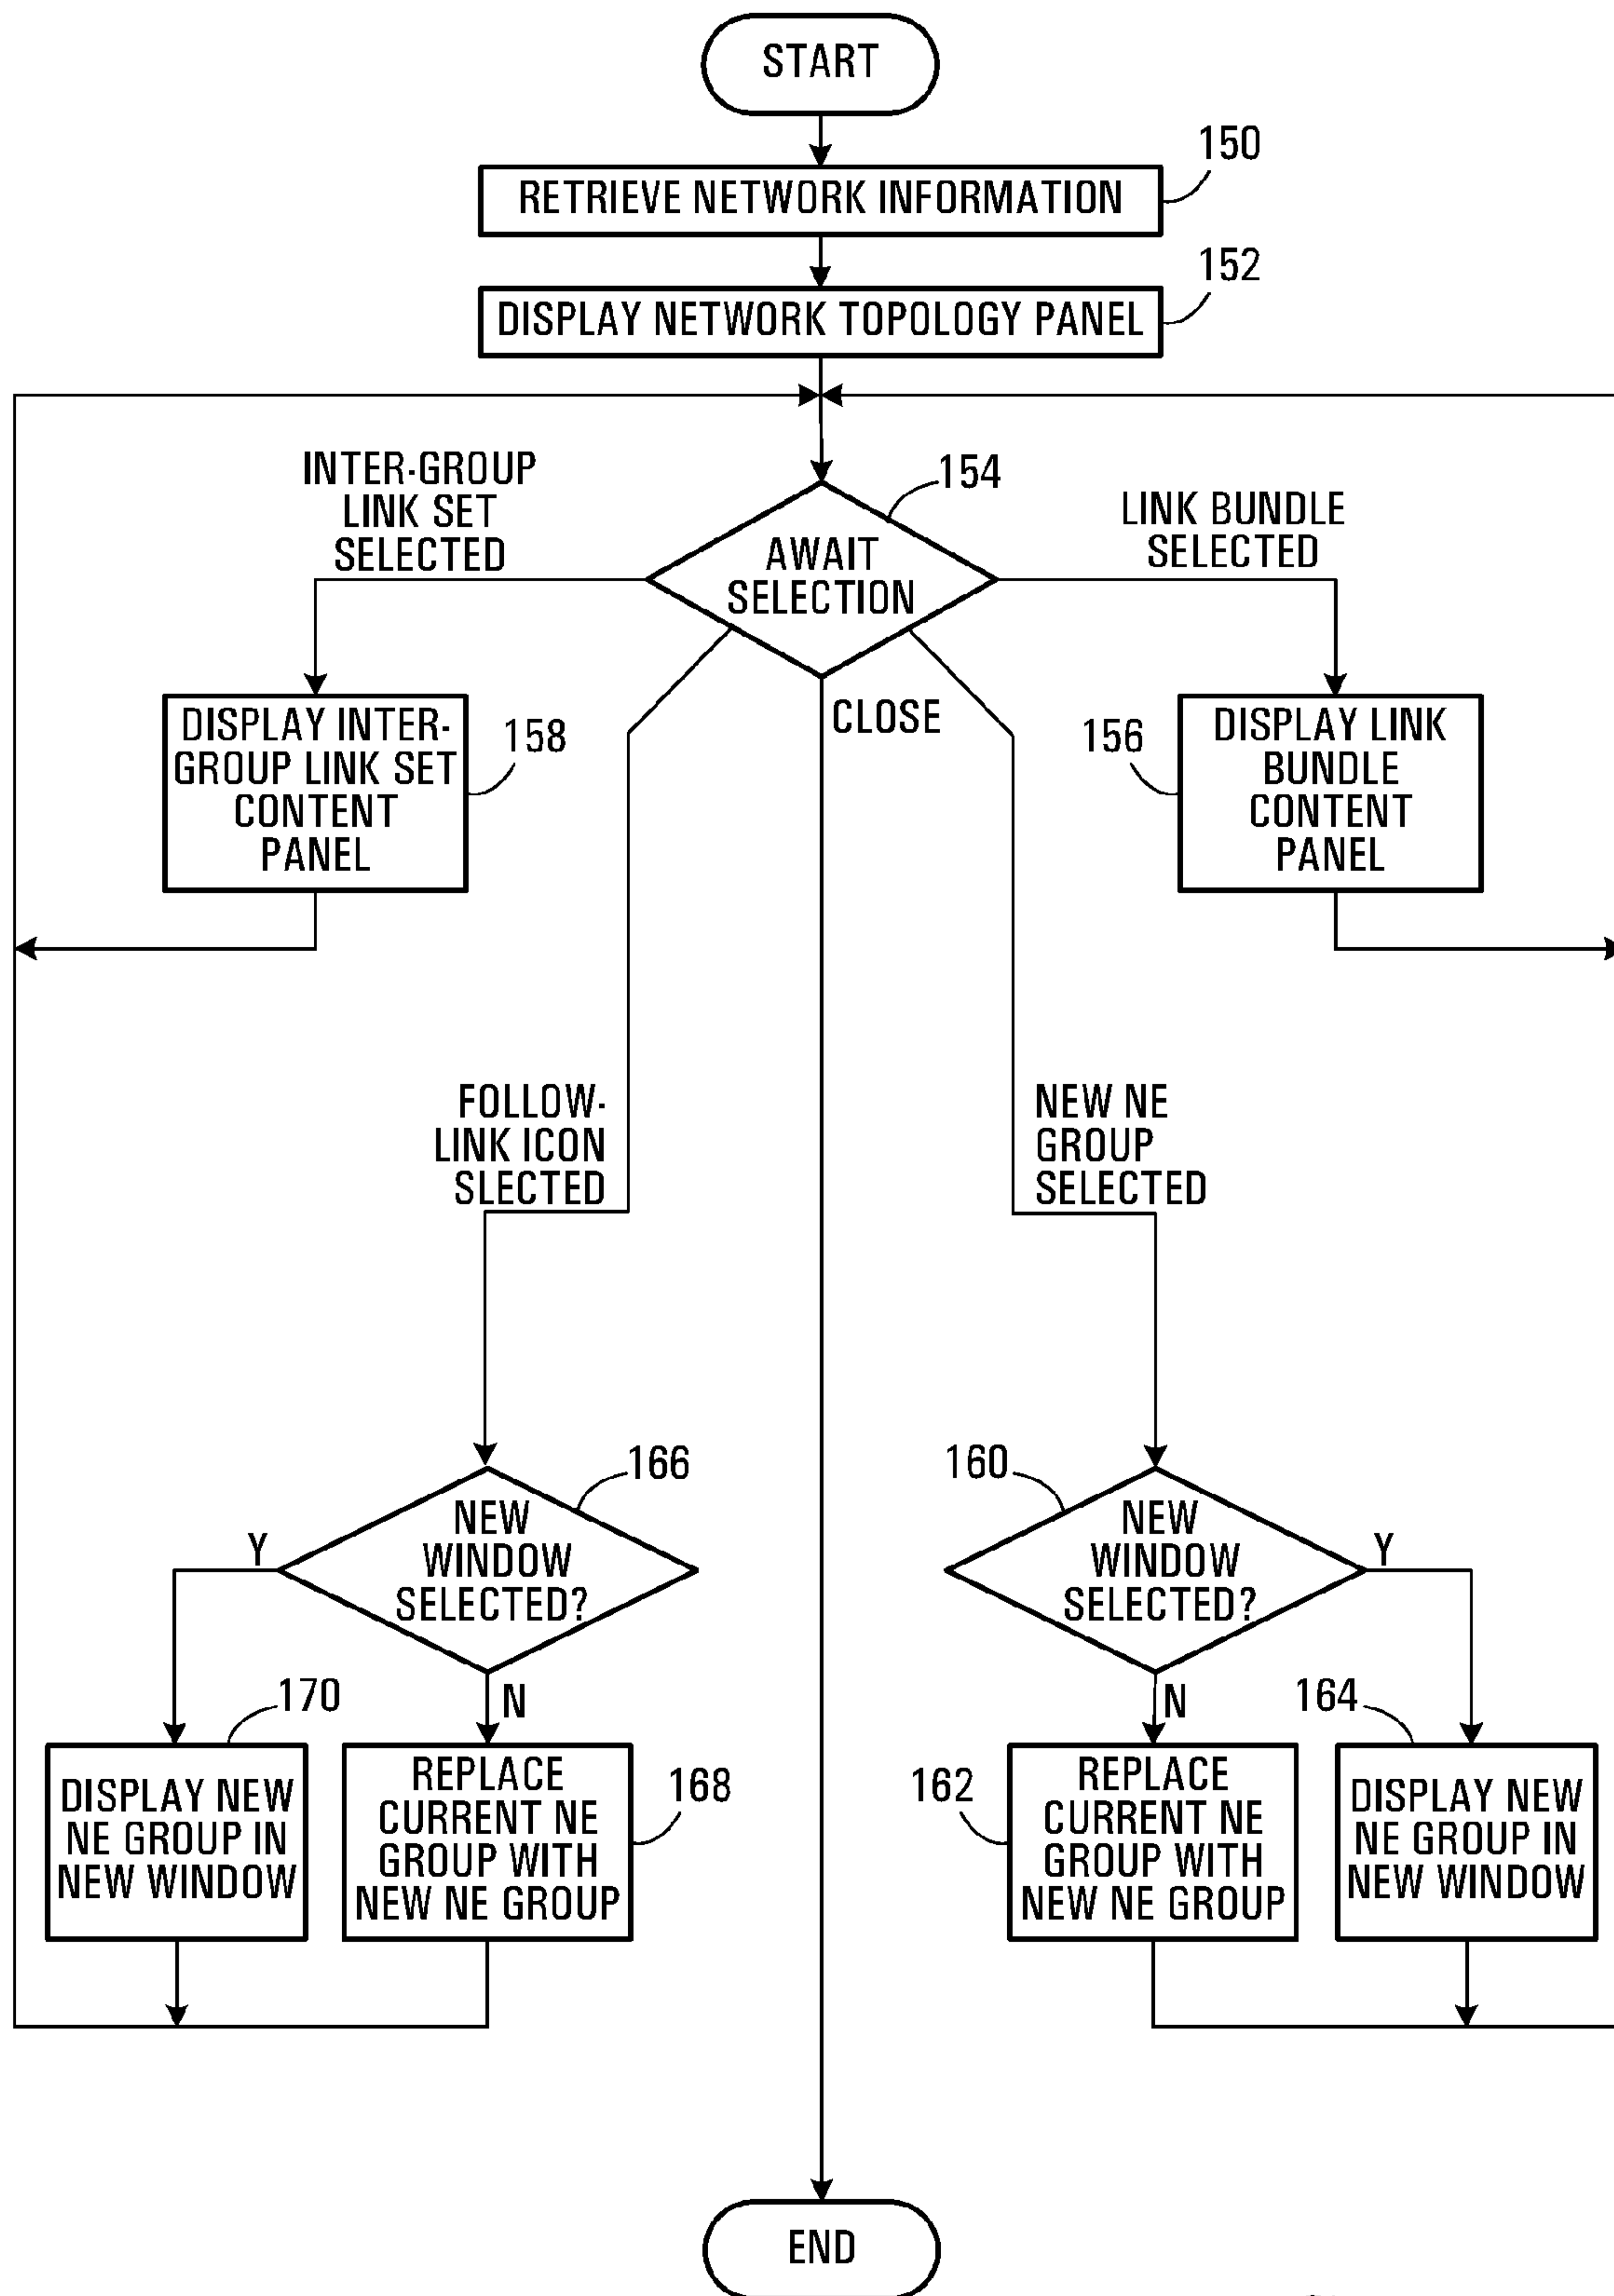 START
150
RETRIEVE NETWORK INFORMATION
152
DISPLAY NETWORK TOPOLOGY PANEL
INTER-GROUP
LINK SET
SELECTED
154
LINK BUNDLE
SELECTED
AWAIT
SELECTION
DISPLAY INTER-
GROUP LINK SET
CONTENT
PANEL
158
CLOSE
156
DISPLAY LINK
BUNDLE
CONTENT
PANEL
FOLLOW-
LINK ICON
SLECTED
NEW NE
GROUP
SELECTED
166
NEW
WINDOW
SELECTED?
Y
N
160
NEW
WINDOW
SELECTED?
Y
N
170
DISPLAY NEW
NE GROUP IN
NEW WINDOW
REPLACE
CURRENT NE
GROUP WITH
NEW NE GROUP
168
162
REPLACE
CURRENT NE
GROUP WITH
NEW NE GROUP
164
DISPLAY NEW
NE GROUP IN
NEW WINDOW
END